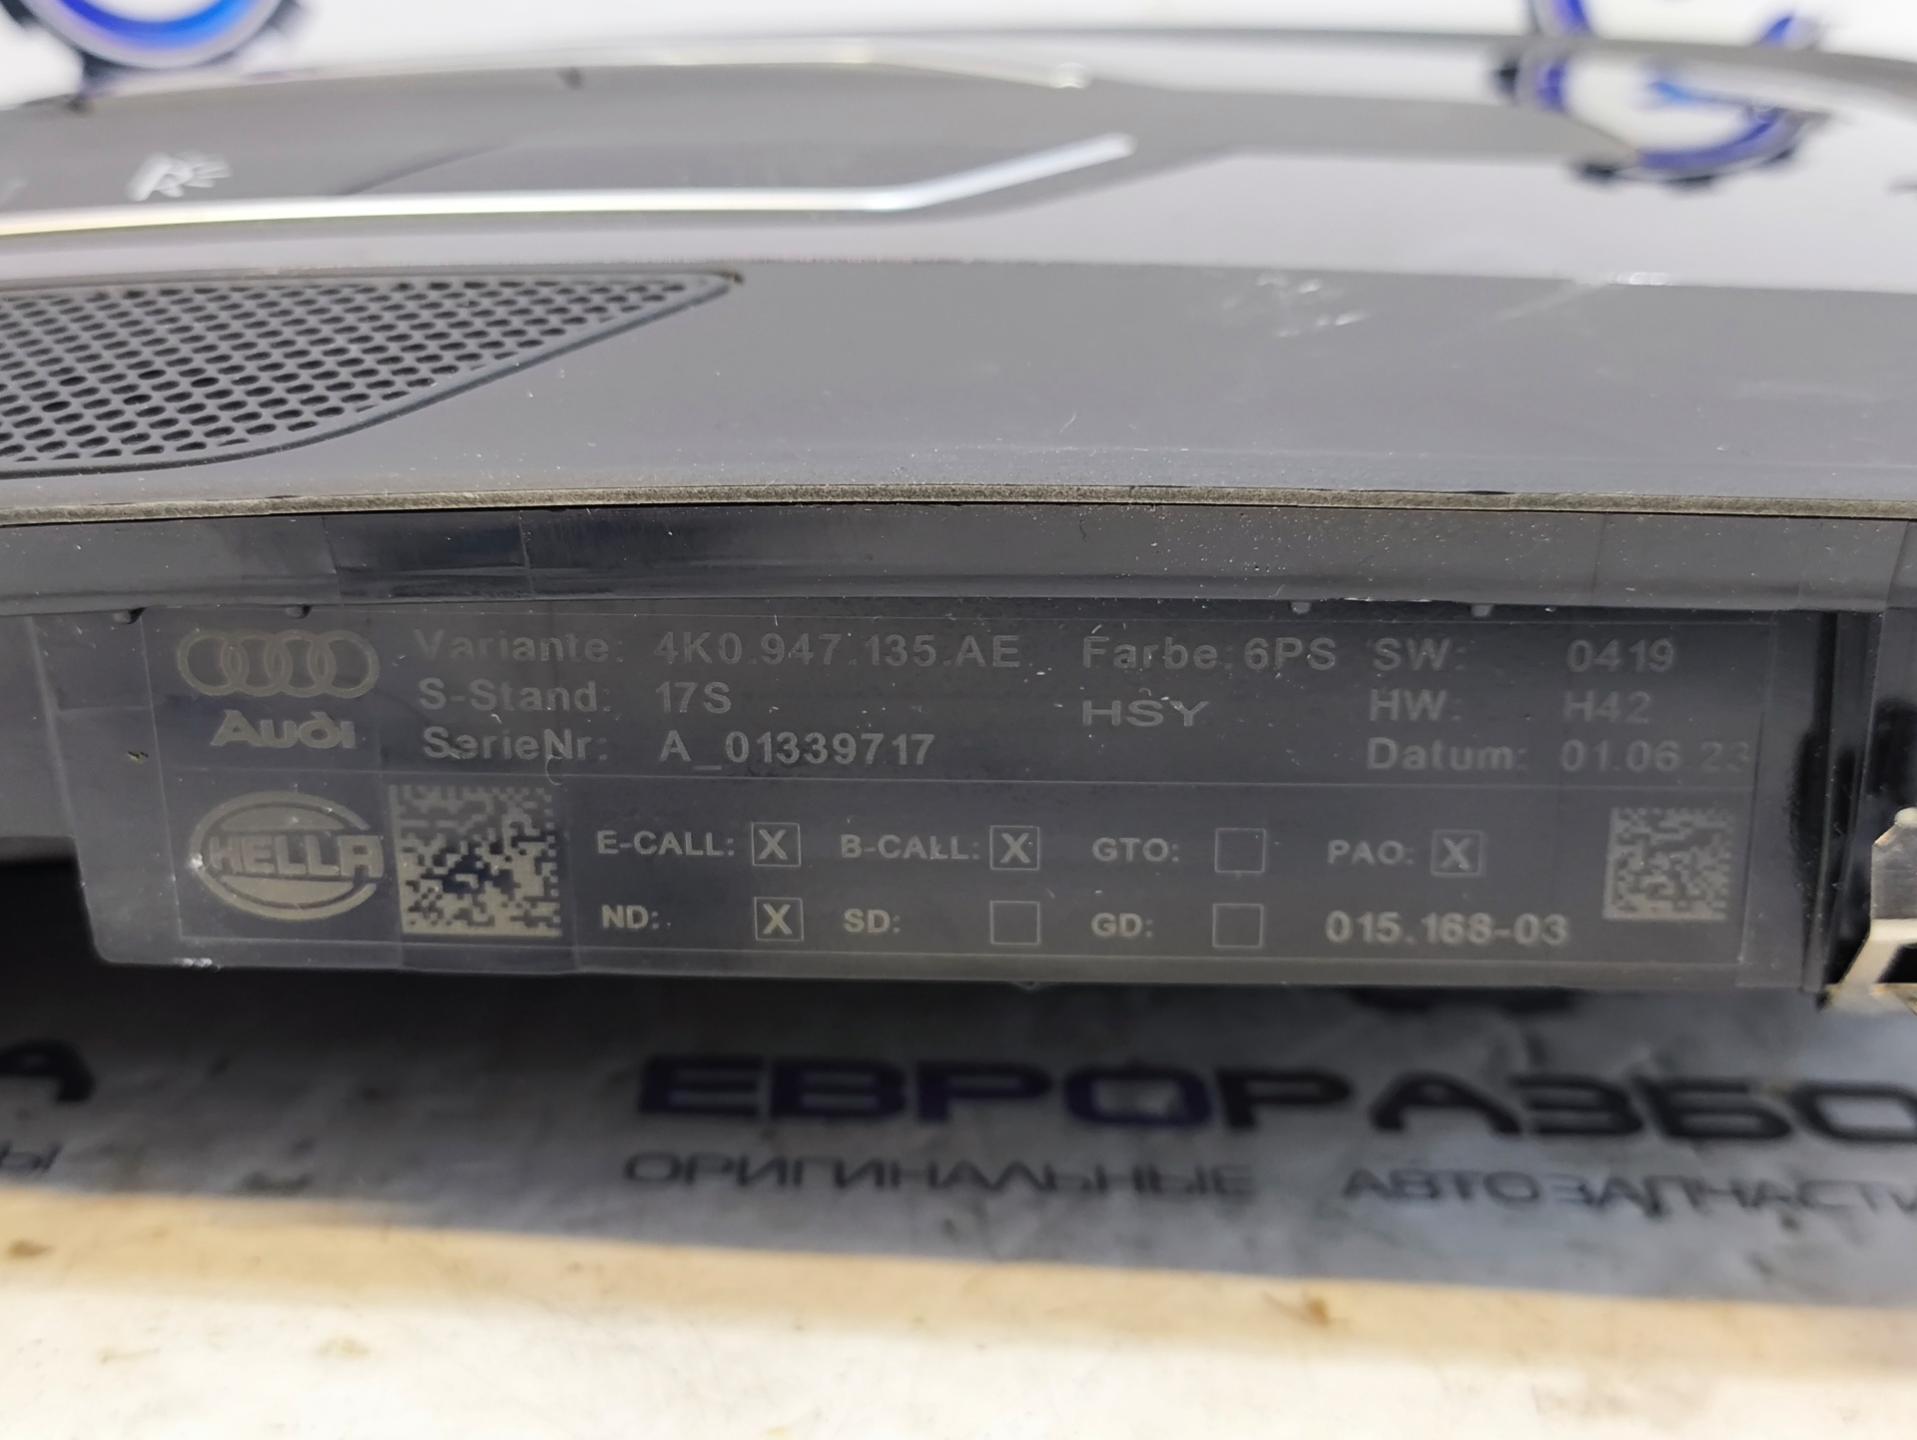 Variante: 4K0.947.135.AE Farbe:6PS SW: 0419
S-Stand: 17S HSY HW: H42
Audi SerieNr: A_01339717 Datum: 01.06 23
HELLA E-CALL: X B-CALL: X GTO: PAO: X
ND: X SD: GD: 015.168-03
ЕВРОРАЗБО
ОРИГИНАЛЬНЫЕ АВТОЗАПЧАСТИ